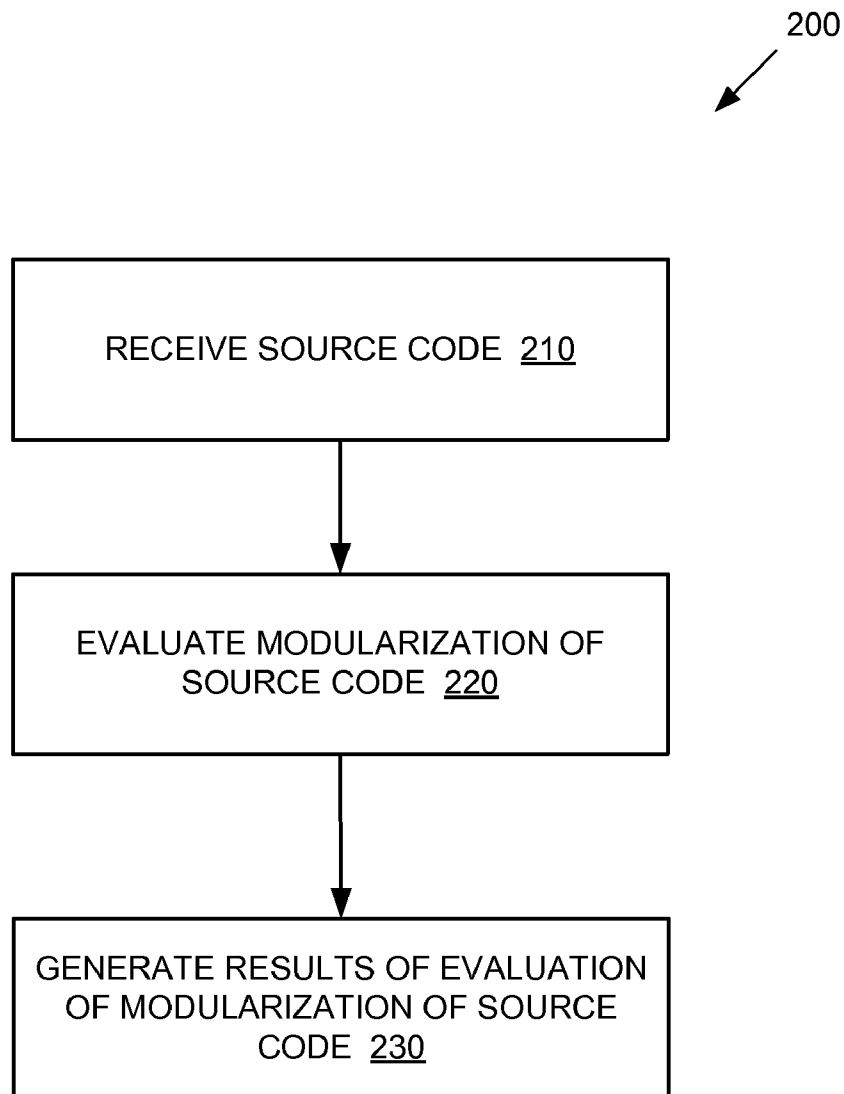 200
RECEIVE SOURCE CODE 210
EVALUATE MODULARIZATION OF
SOURCE CODE 220
GENERATE RESULTS OF EVALUATION
OF MODULARIZATION OF SOURCE
CODE 230